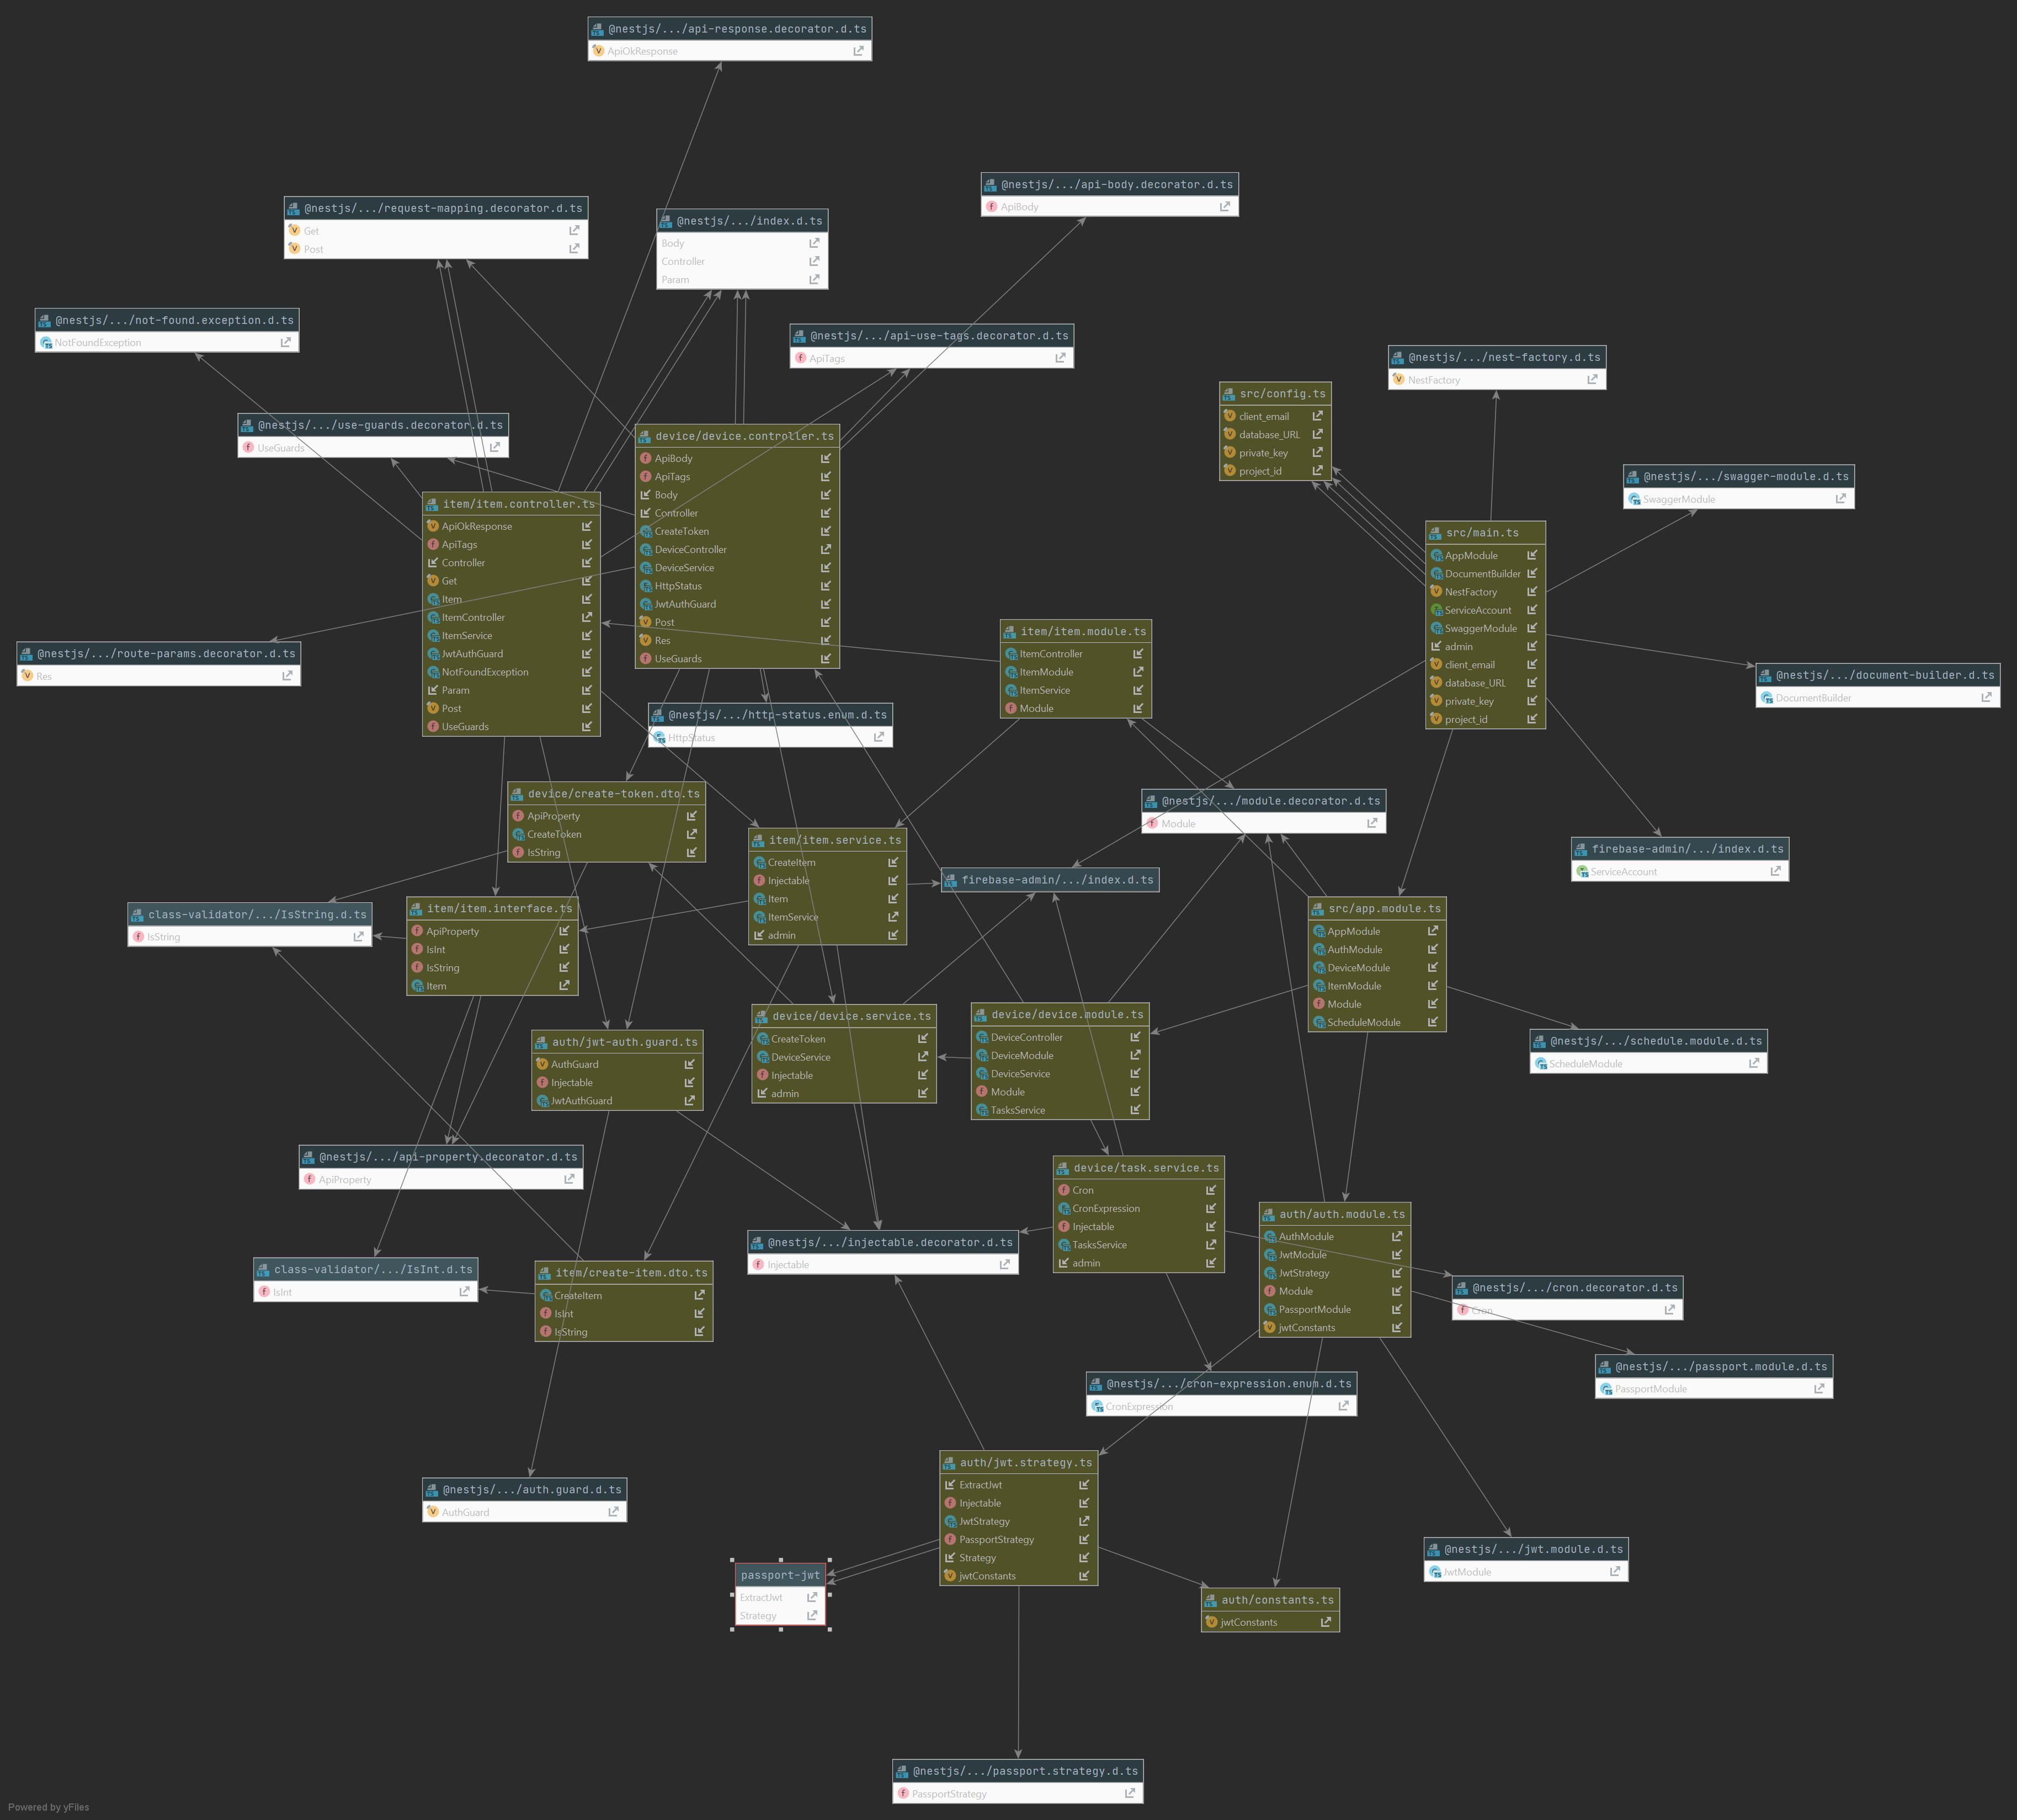 @nestjs/.../api-response.decorator.d.ts
ApiOkResponse
@nestjs/.../api-body.decorator.d.ts
ApiBody
@nestjs/.../request-mapping.decorator.d.ts
Get
Post
@nestjs/.../index.d.ts
Body
Controller
Param
@nestjs/.../not-found.exception.d.ts
NotFoundException
@nestjs/.../api-use-tags.decorator.d.ts
ApiTags
@nestjs/.../nest-factory.d.ts
NestFactory
src/config.ts
client_email
database_URL
private_key
project_id
@nestjs/.../use-guards.decorator.d.ts
UseGuards
device/device.controller.ts
ApiBody
ApiTags
Body
Controller
CreateToken
DeviceController
DeviceService
HttpStatus
JwtAuthGuard
Post
Res
UseGuards
@nestjs/.../swagger-module.d.ts
SwaggerModule
item/item.controller.ts
ApiOkResponse
ApiTags
Controller
Get
Item
ItemController
ItemService
JwtAuthGuard
NotFoundException
Param
Post
UseGuards
src/main.ts
AppModule
DocumentBuilder
NestFactory
ServiceAccount
SwaggerModule
admin
client_email
database_URL
private_key
project_id
item/item.module.ts
ItemController
ItemModule
ItemService
Module
@nestjs/.../route-params.decorator.d.ts
Res
@nestjs/.../document-builder.d.ts
DocumentBuilder
@nestjs/.../http-status.enum.d.ts
HttpStatus
device/create-token.dto.ts
ApiProperty
CreateToken
IsString
@nestjs/.../module.decorator.d.ts
Module
item/item.service.ts
CreateItem
Injectable
Item
ItemService
admin
firebase-admin/.../index.d.ts
ServiceAccount
firebase-admin/.../index.d.ts
class-validator/.../IsString.d.ts
IsString
item/item.interface.ts
ApiProperty
IsInt
IsString
Item
src/app.module.ts
AppModule
AuthModule
DeviceModule
ItemModule
Module
ScheduleModule
device/device.service.ts
CreateToken
DeviceService
Injectable
admin
device/device.module.ts
DeviceController
DeviceModule
DeviceService
Module
TasksService
auth/jwt-auth.guard.ts
AuthGuard
Injectable
JwtAuthGuard
@nestjs/.../schedule.module.d.ts
ScheduleModule
@nestjs/.../api-property.decorator.d.ts
ApiProperty
device/task.service.ts
Cron
CronExpression
Injectable
TasksService
admin
auth/auth.module.ts
AuthModule
JwtModule
JwtStrategy
Module
PassportModule
jwtConstants
@nestjs/.../injectable.decorator.d.ts
Injectable
class-validator/.../IsInt.d.ts
IsInt
item/create-item.dto.ts
CreateItem
IsInt
IsString
@nestjs/.../cron.decorator.d.ts
Cron
@nestjs/.../passport.module.d.ts
PassportModule
@nestjs/.../cron-expression.enum.d.ts
CronExpression
auth/jwt.strategy.ts
ExtractJwt
Injectable
JwtStrategy
PassportStrategy
Strategy
jwtConstants
@nestjs/.../auth.guard.d.ts
AuthGuard
@nestjs/.../jwt.module.d.ts
JwtModule
passport-jwt
ExtractJwt
Strategy
auth/constants.ts
jwtConstants
@nestjs/.../passport.strategy.d.ts
PassportStrategy
Powered by yFiles